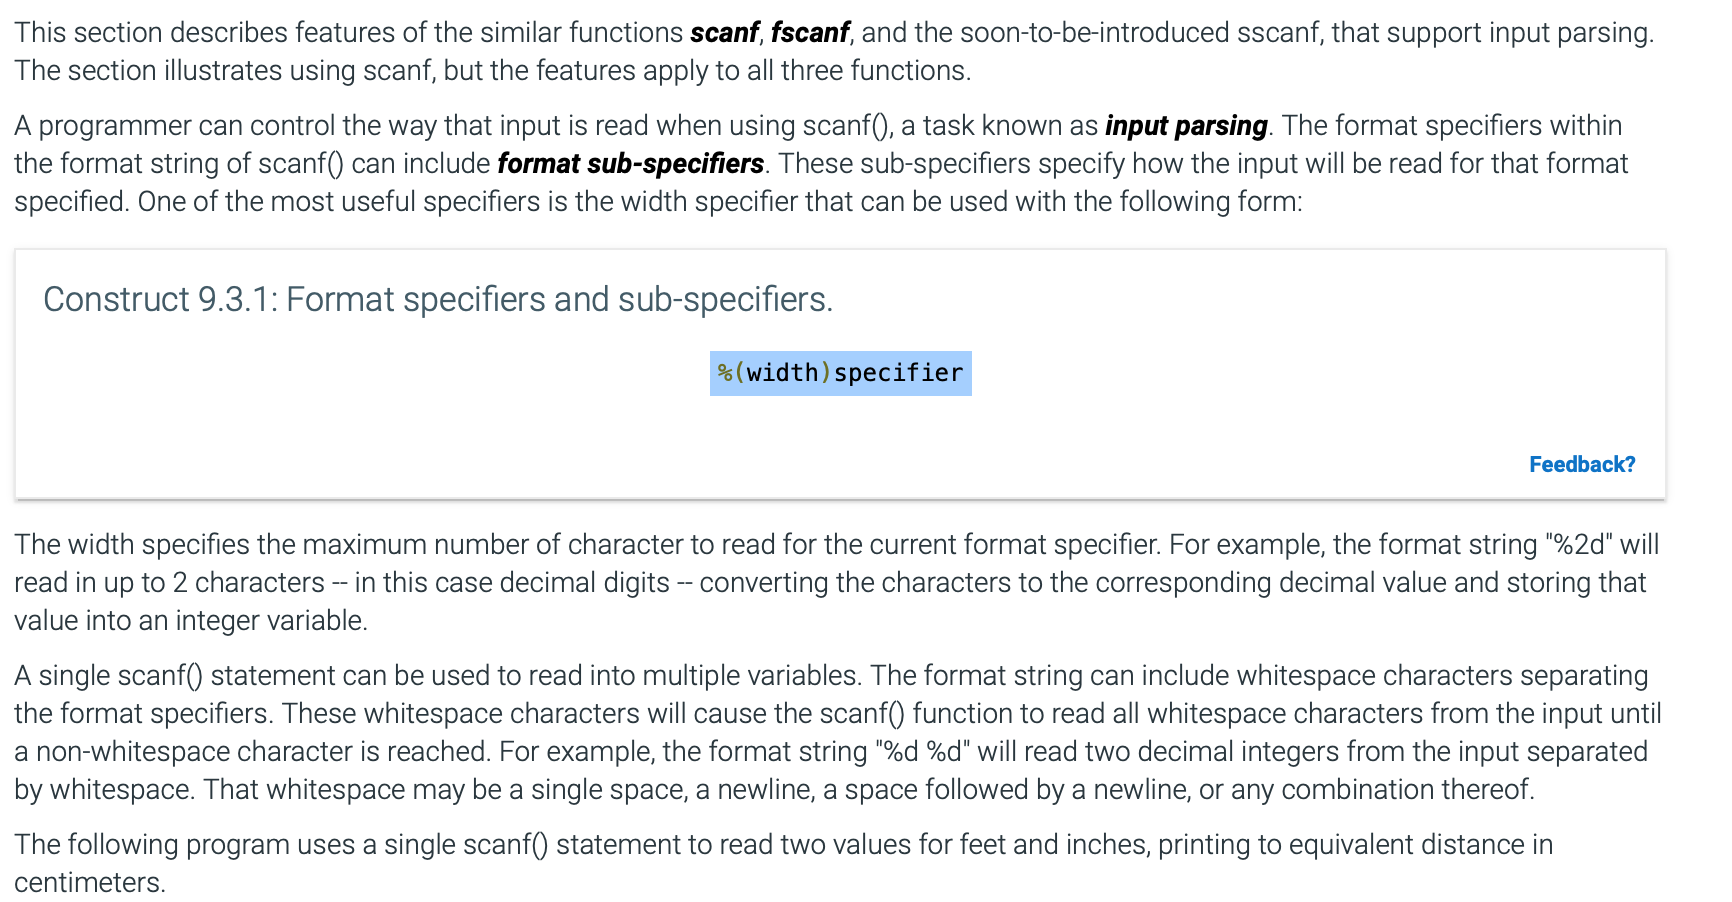 This section describes features of the similar functions scanf, fscanf, and the soon-to-be-introduced sscanf, that support input parsing.
The section illustrates using scanf, but the features apply to all three functions.
A programmer can control the way that input is read when using scanf(), a task known as input parsing. The format specifiers within
the format string of scanf() can include format sub-specifiers. These sub-specifiers specify how the input will be read for that format
specified. One of the most useful specifiers is the width specifier that can be used with the following form:
Construct 9.3.1: Format specifiers and sub-specifiers.
%(width)specifier
Feedback?
The width specifies the maximum number of character to read for the current format specifier. For example, the format string "%2d" will
read in up to 2 characters -- in this case decimal digits -- converting the characters to the corresponding decimal value and storing that
value into an integer variable.
A single scanf() statement can be used to read into multiple variables. The format string can include whitespace characters separating
the format specifiers. These whitespace characters will cause the scanf() function to read all whitespace characters from the input until
a non-whitespace character is reached. For example, the format string "%d %d" will read two decimal integers from the input separated
by whitespace. That whitespace may be a single space, a newline, a space followed by a newline, or any combination thereof.
The following program uses a single scanf() statement to read two values for feet and inches, printing to equivalent distance in
centimeters.